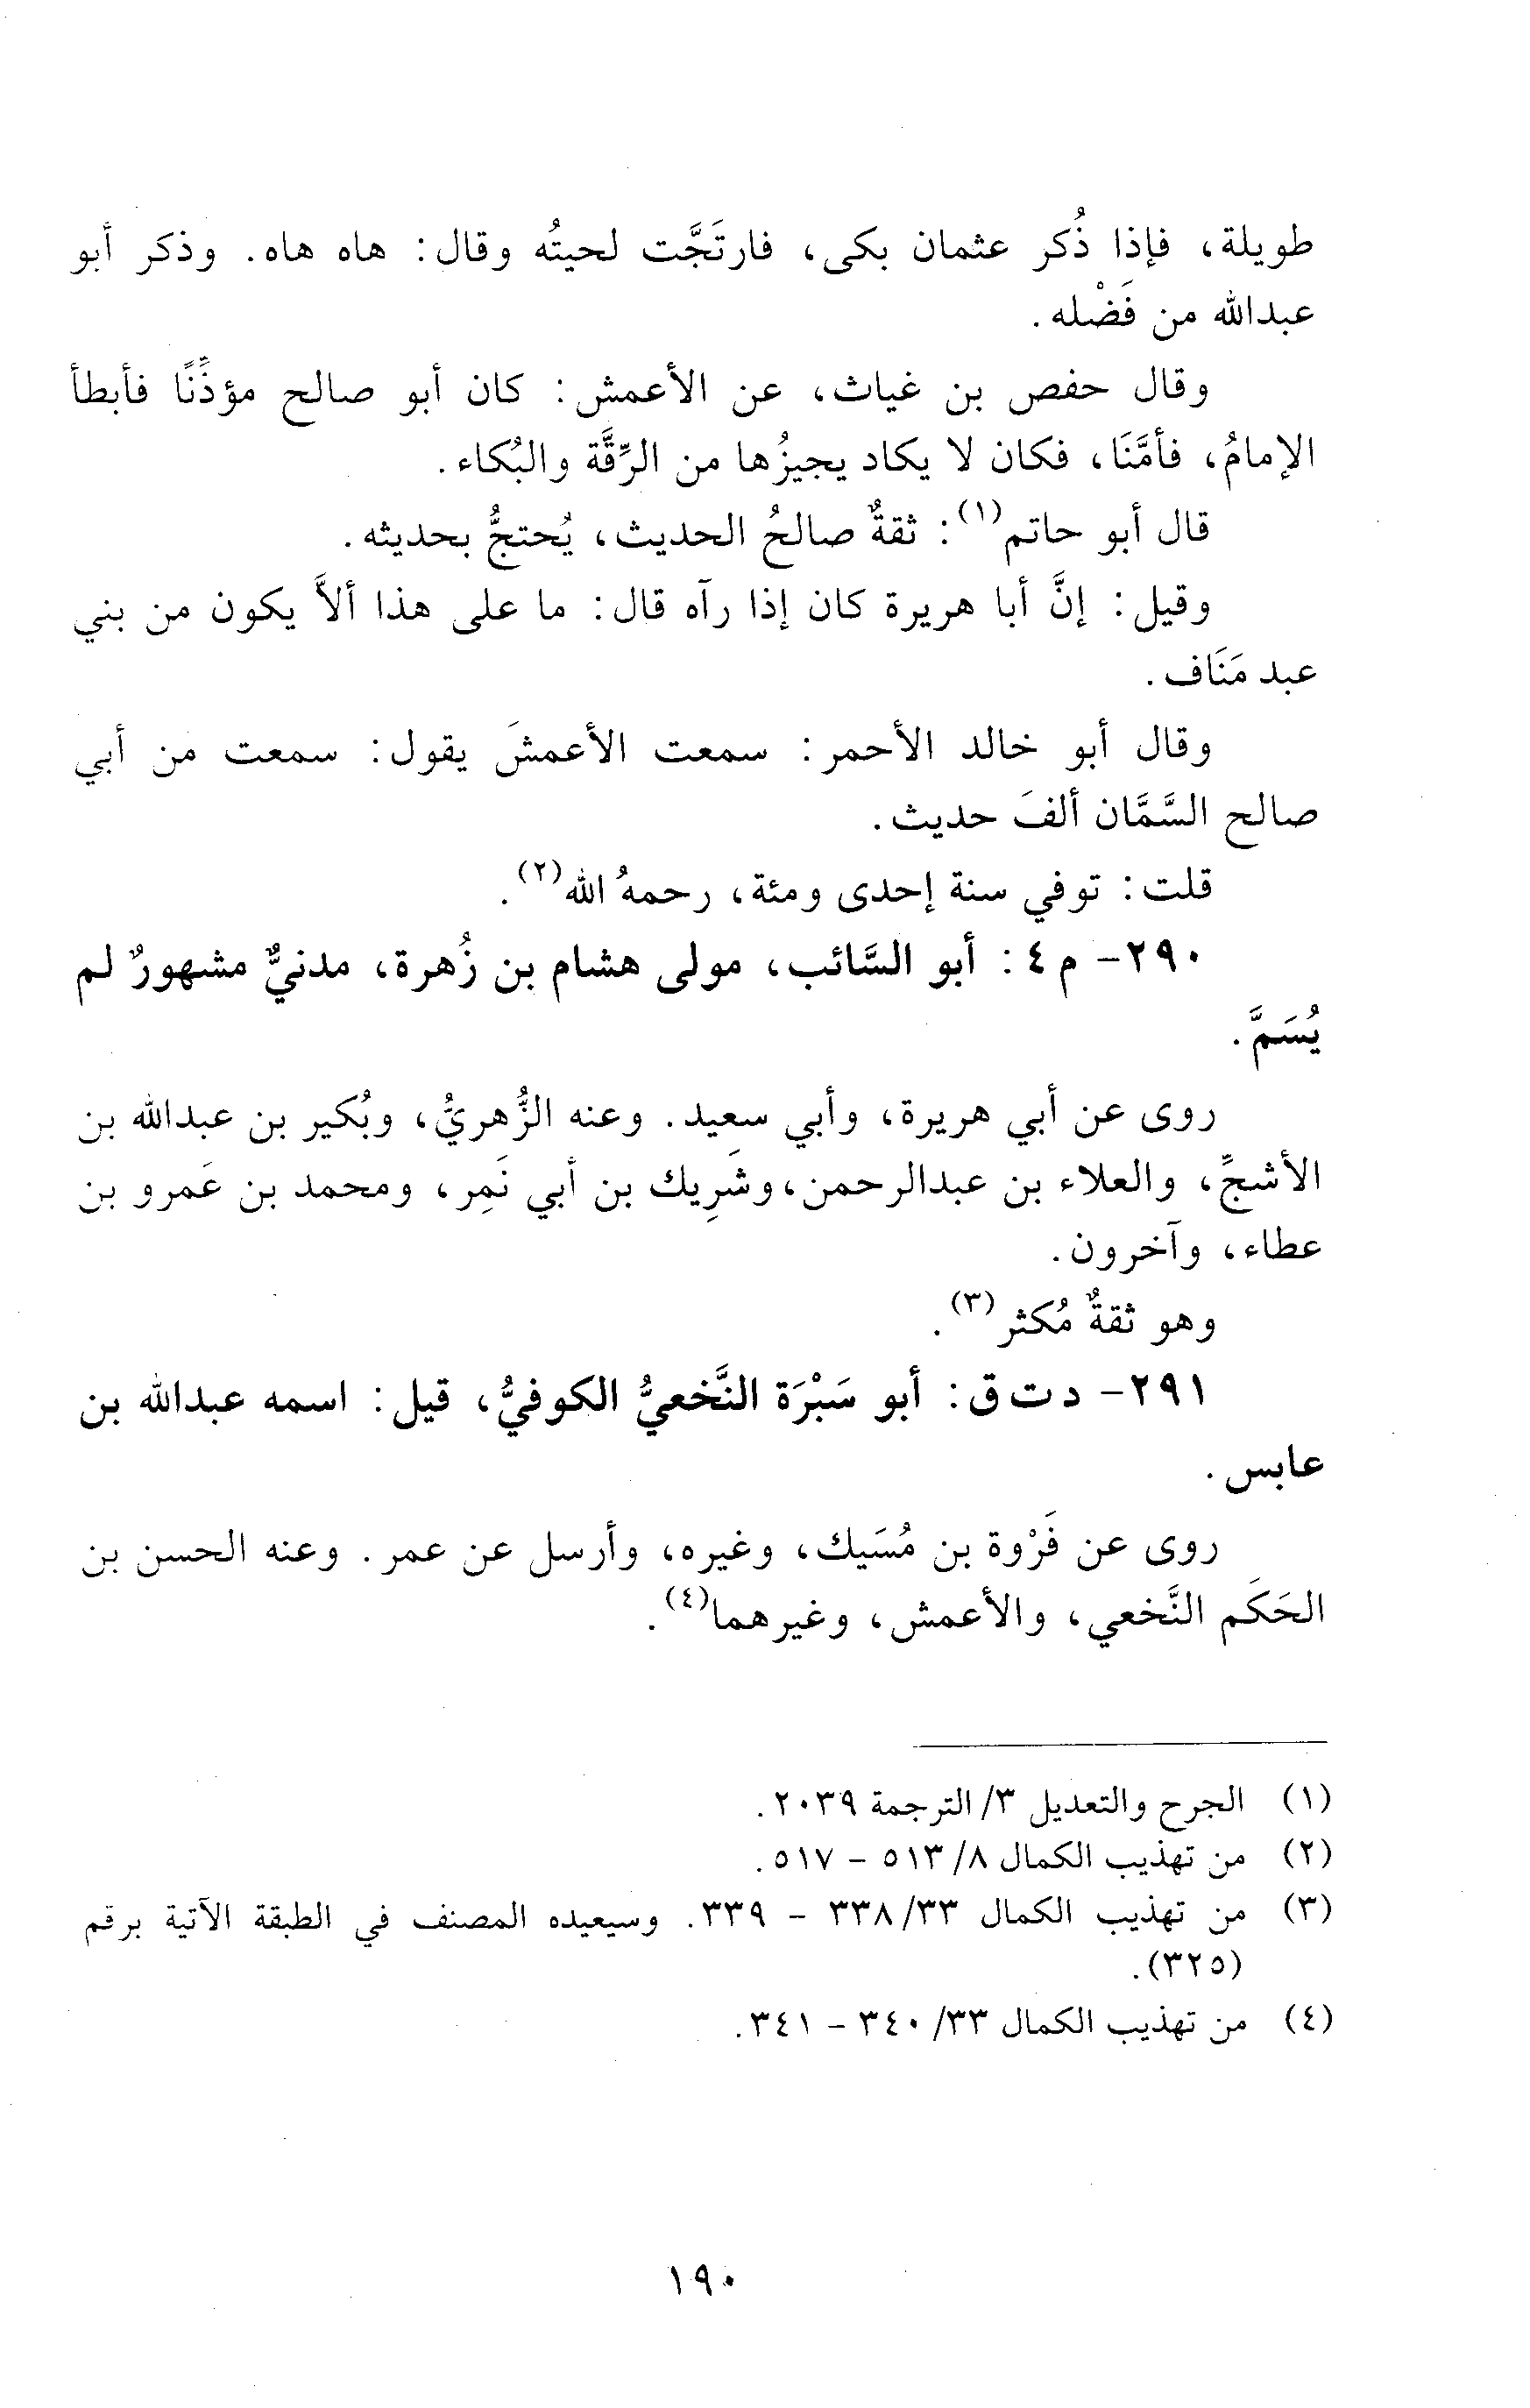 طويلة، فإذا ذُكر عثمان بكى، فارتَجَّت لحيتُه وقال: هاه هاه. وذكر أبو
عبدالله من فَضْله.
وقال حفص بن غياث، عن الأعمش: كان أبو صالح مؤذِّنًا فأبطأ
الإمامُ، فأمَّنَا، فكان لا يكاد يجيزُها من الرِّقَّة والبُكاء.
قال أبو حاتم(١): ثقةٌ صالحُ الحديث، يُحتجُّ بحديثه.
وقيل: إنَّ أبا هريرة كان إذا رآه قال: ما على هذا ألاَّ يكون من بني
عبد مَنَاف.
وقال أبو خالد الأحمر: سمعت الأعمشَ يقول: سمعت من أبي
صالح السَّمَّان ألفَ حديث.
قلت: توفي سنة إحدى ومئة، رحمهُ الله(٢).
٢٩٠- م ٤: أبو السَّائب، مولى هشام بن زُهرة، مدنيٌّ مشهورٌ لم
يُسَمَّ.
روى عن أبي هريرة، وأبي سعيد. وعنه الزُّهريُّ، وبُكير بن عبدالله بن
الأشجِّ، والعلاء بن عبدالرحمن، وشَرِيك بن أبي نَمِر، ومحمد بن عَمرو بن
عطاء، وآخرون.
وهو ثقةٌ مُكثر(٣).
٢٩١- د ت ق: أبو سَبْرَة النَّخعيُّ الكوفيُّ، قيل: اسمه عبدالله بن
عابس.
روى عن فَرْوة بن مُسَيك، وغيره، وأرسل عن عمر. وعنه الحسن بن
الحَكَم النَّخعي، والأعمش، وغيرهما(٤).
(١) الجرح والتعديل ٣/ الترجمة ٢٠٣٩.
(٢) من تهذيب الكمال ٨/ ٥١٣ - ٥١٧.
(٣) من تهذيب الكمال ٣٣/ ٣٣٨ - ٣٣٩. وسيعيده المصنف في الطبقة الآتية برقم
(٣٢٥).
(٤) من تهذيب الكمال ٣٣/ ٣٤٠ - ٣٤١.
١٩٠